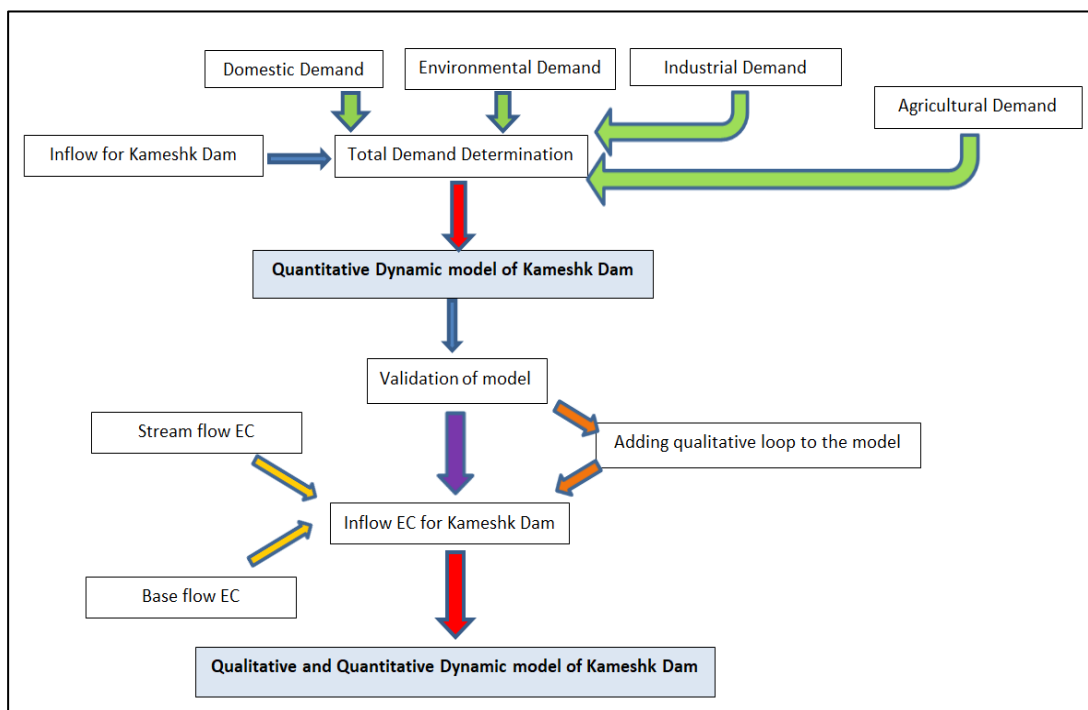 Domestic Demand
Environmental Demand
Industrial Demand
Agricultural Demand
Inflow for Kameshk Dam
Total Demand Determination
Quantitative Dynamic model of Kameshk Dam
Validation of model
Stream flow EC
Adding qualitative loop to the model
Inflow EC for Kameshk Dam
Base flow EC
Qualitative and Quantitative Dynamic model of Kameshk Dam